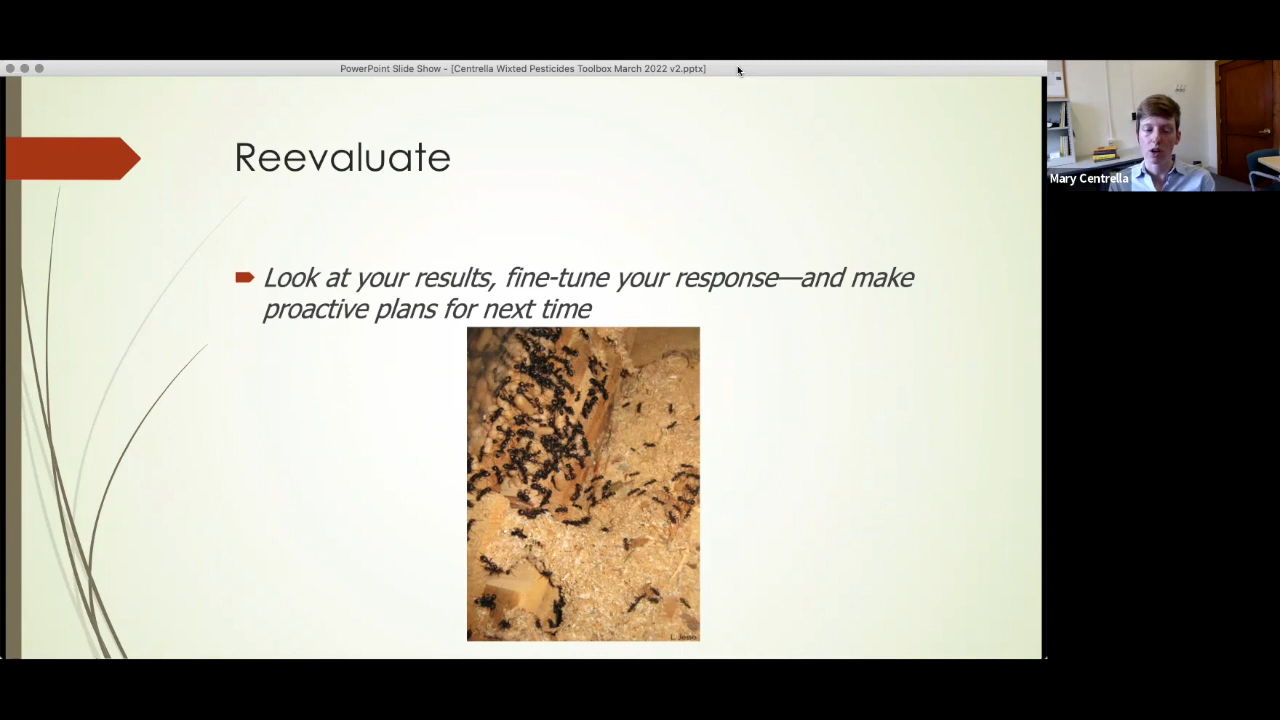 PowerPoint Slide Show - [Centrella Wixted Pesticides Toolbox March 2022 v2.pptx]
Reevaluate
Mary Centrella
Look at your results, fine-tune your response—and make
proactive plans for next time